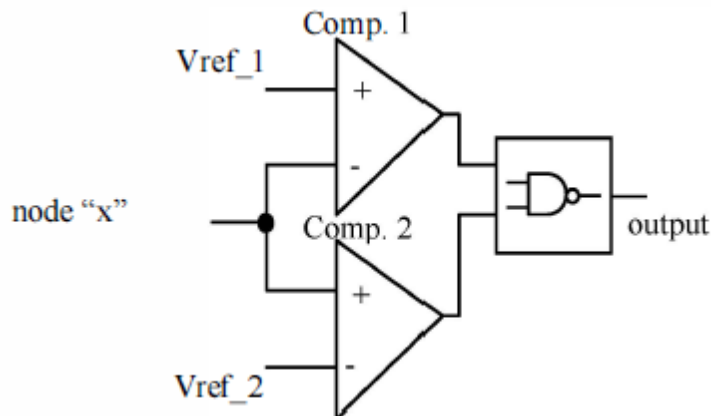 Comp. 1
Vref_1
+
-
node “x”
Comp. 2
output
+
-
Vref_2